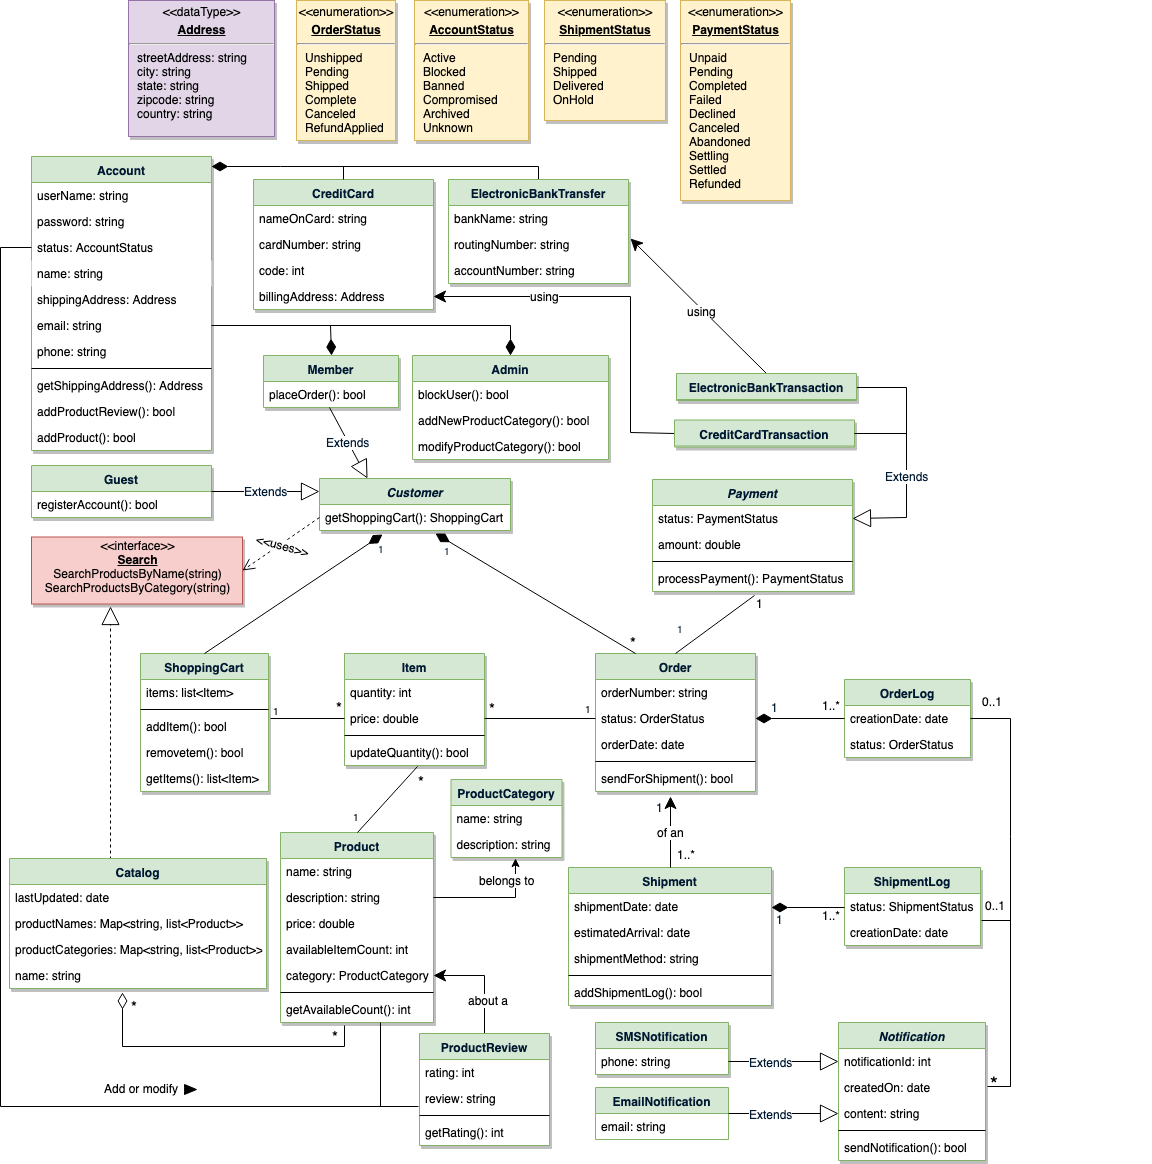 <<dataType>>
Address
streetAddress: string
city: string
state: string
zipcode: string
country: string
<<enumeration>>
OrderStatus
Unshipped
Pending
Shipped
Complete
Canceled
RefundApplied
<<enumeration>>
AccountStatus
Active
Blocked
Banned
Compromised
Archived
Unknown
<<enumeration>>
ShipmentStatus
Pending
Shipped
Delivered
OnHold
<<enumeration>>
PaymentStatus
Unpaid
Pending
Completed
Failed
Declined
Canceled
Abandoned
Settling
Settled
Refunded
Account
userName: string
password: string
status: AccountStatus
name: string
shippingAddress: Address
email: string
phone: string
getShippingAddress(): Address
addProductReview(): bool
addProduct(): bool
CreditCard
nameOnCard: string
cardNumber: string
code: int
billingAddress: Address
ElectronicBankTransfer
bankName: string
routingNumber: string
accountNumber: string
using
using
Member
placeOrder(): bool
Admin
blockUser(): bool
addNewProductCategory(): bool
modifyProductCategory(): bool
ElectronicBankTransaction
CreditCardTransaction
Extends
Extends
Guest
registerAccount(): bool
Extends
Customer
getShoppingCart(): ShoppingCart
Payment
status: PaymentStatus
amount: double
processPayment(): PaymentStatus
<<uses>>
<<interface>>
Search
SearchProductsByName(string)
SearchProductsByCategory(string)
1
1
1
1
*
ShoppingCart
items: list<Item>
addItem(): bool
removetem(): bool
getItems(): list<Item>
1
*
Item
quantity: int
price: double
updateQuantity(): bool
*
1
Order
orderNumber: string
status: OrderStatus
orderDate: date
sendForShipment(): bool
1
1..*
OrderLog
creationDate: date
status: OrderStatus
0..1
*
1
ProductCategory
name: string
description: string
belongs to
1
of an
1..*
Product
name: string
description: string
price: double
availableItemCount: int
category: ProductCategory
getAvailableCount(): int
Catalog
lastUpdated: date
productNames: Map<string, list<Product>>
productCategories: Map<string, list<Product>>
name: string
*
*
Shipment
shipmentDate: date
estimatedArrival: date
shipmentMethod: string
addShipmentLog(): bool
1
1..*
ShipmentLog
status: ShipmentStatus
creationDate: date
0..1
about a
ProductReview
rating: int
review: string
getRating(): int
Add or modify
SMSNotification
phone: string
Extends
EmailNotification
email: string
Extends
Notification
notificationId: int
createdOn: date
content: string
sendNotification(): bool
*